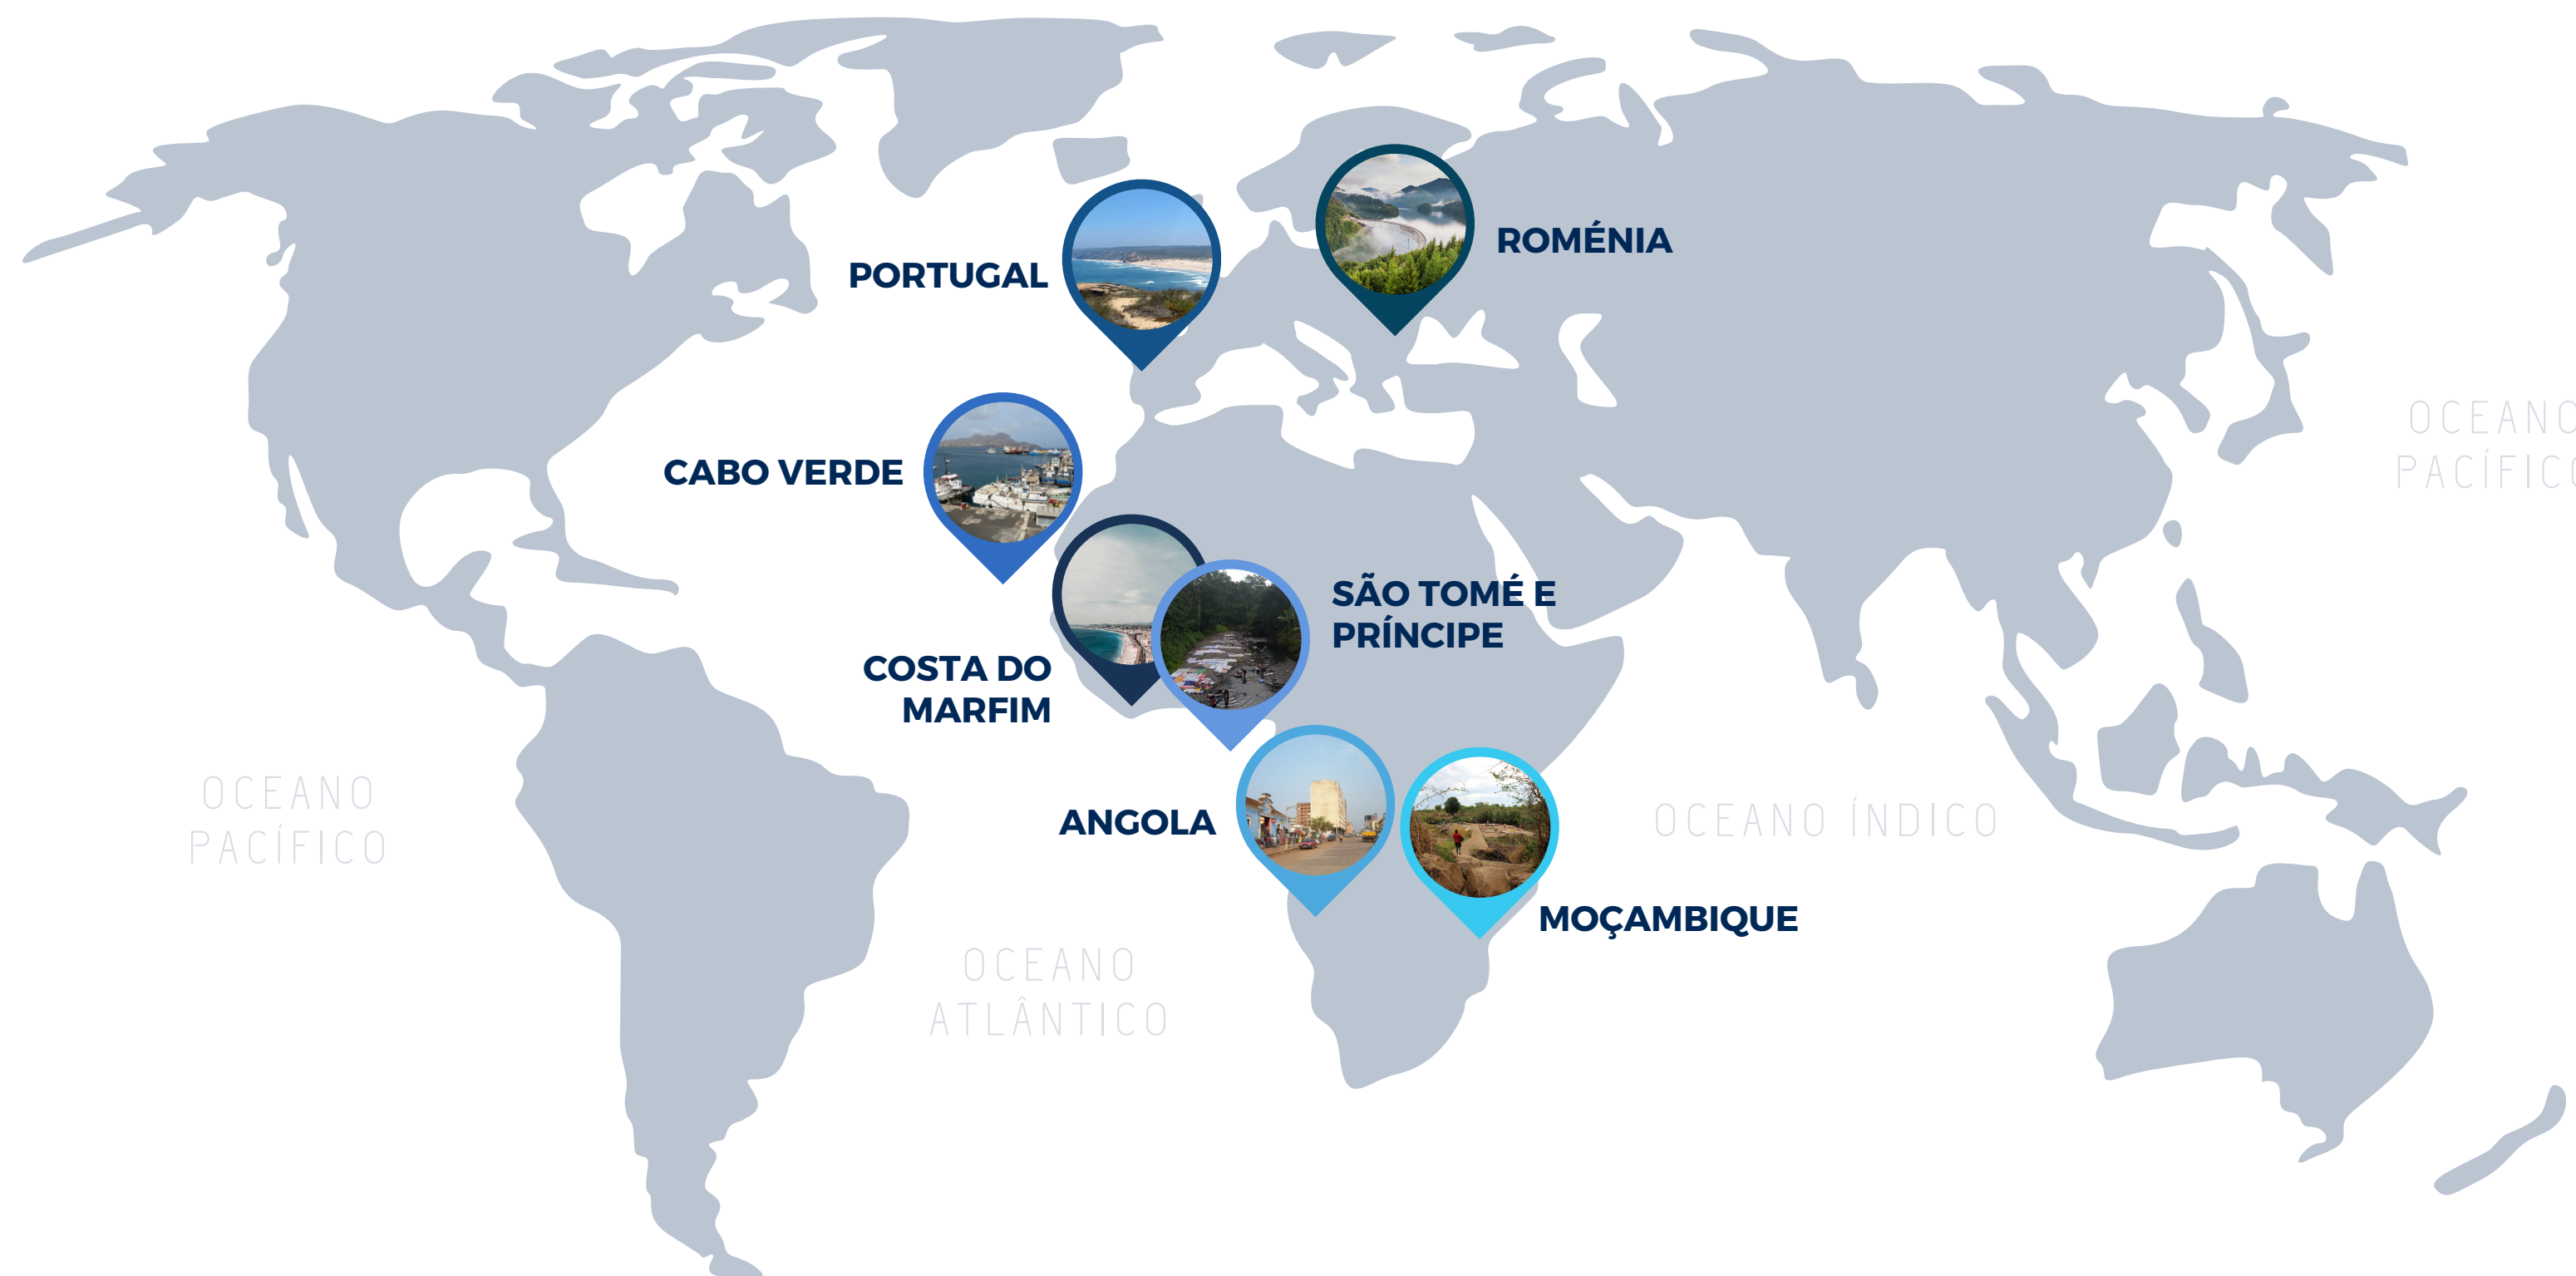 ROMÉNIA
PORTUGAL
OCEANO
PACÍFICO
CABO VERDE
SÃO TOMÉ E
PRÍNCIPE
COSTA DO
MARFIM
OCEANO
PACÍFICO
ANGOLA
OCEANO ÍNDICO
MOÇAMBIQUE
OCEANO
ATLÂNTICO